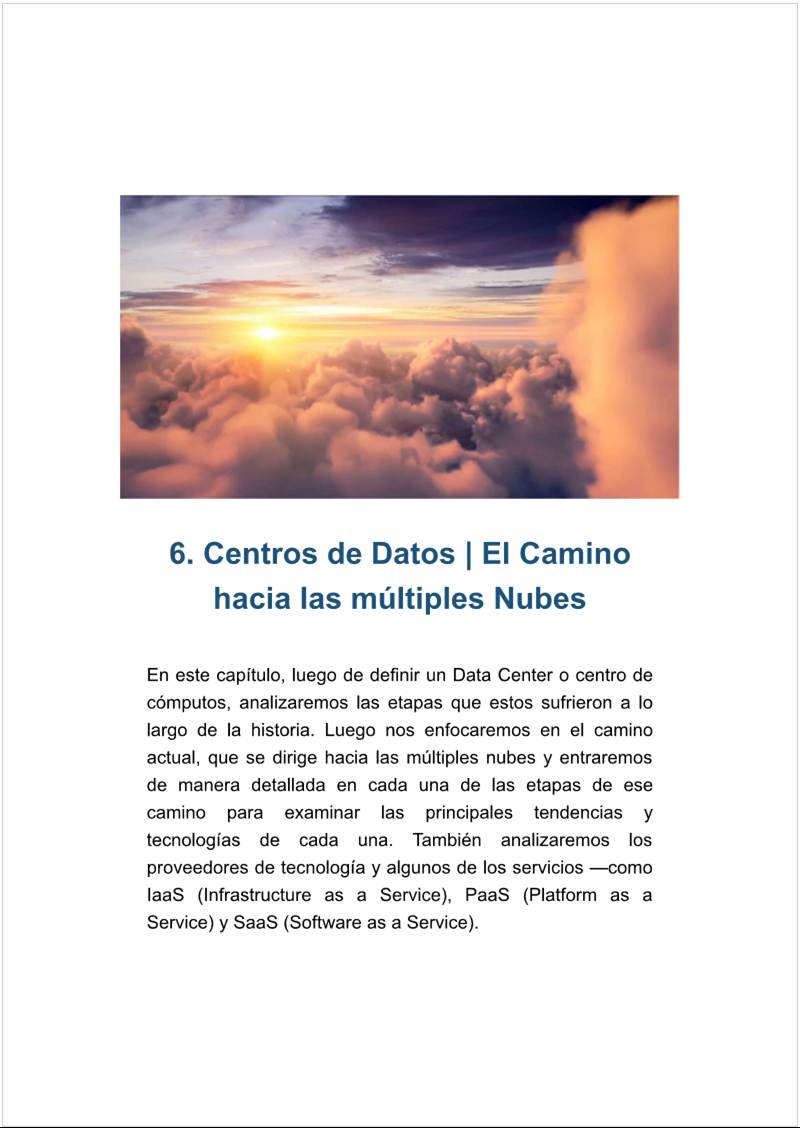 6. Centros de Datos | El Camino
hacia las múltiples Nubes
En este capítulo, luego de definir un Data Center o centro de
cómputos, analizaremos las etapas que estos sufrieron a lo
largo de la historia. Luego nos enfocaremos en el camino
actual, que se dirige hacia las múltiples nubes y entraremos
de manera detallada en cada una de las etapas de ese
camino para examinar las principales tendencias y
tecnologías de cada una. También analizaremos los
proveedores de tecnología y algunos de los servicios —como
IaaS (Infrastructure as a Service), PaaS (Platform as a
Service) y SaaS (Software as a Service).